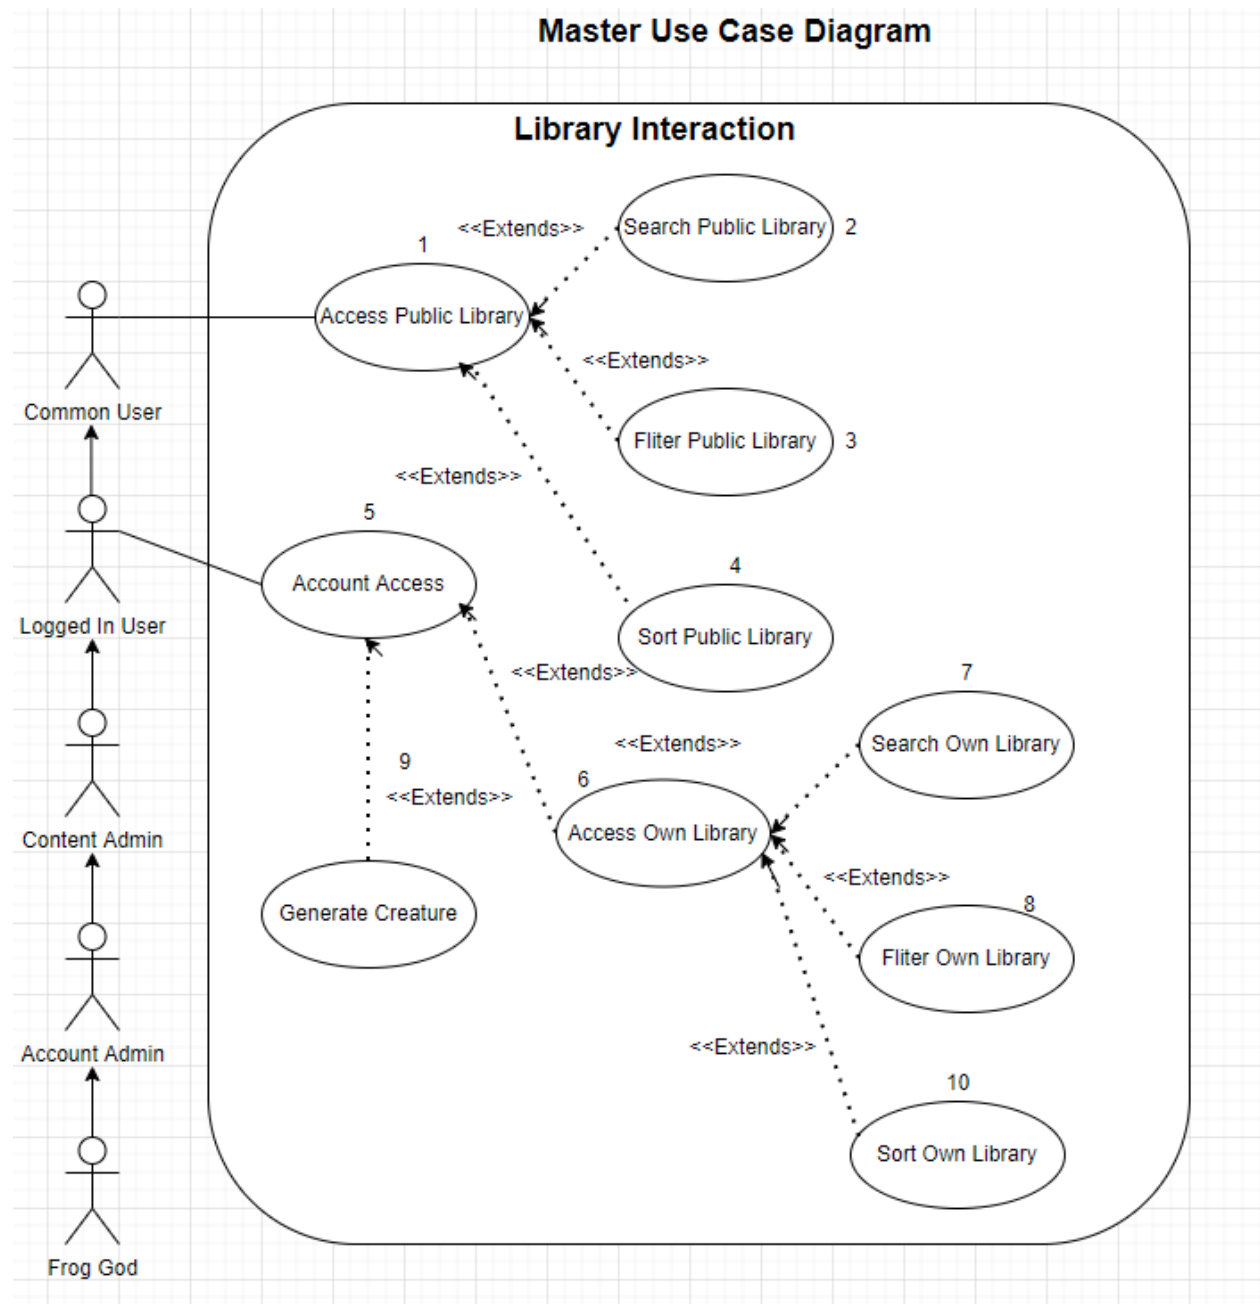 Master Use Case Diagram
Library Interaction
<<Extends>>
Search Public Library
2
1
Access Public Library
<<Extends>>
Common User
Fliter Public Library
3
<<Extends>>
5
4
Account Access
Logged In User
Sort Public Library
<<Extends>>
7
<<Extends>>
Search Own Library
9
6
<<Extends>>
Access Own Library
Content Admin
<<Extends>>
8
Generate Creature
Fliter Own Library
<<Extends>>
Account Admin
10
Sort Own Library
Frog God